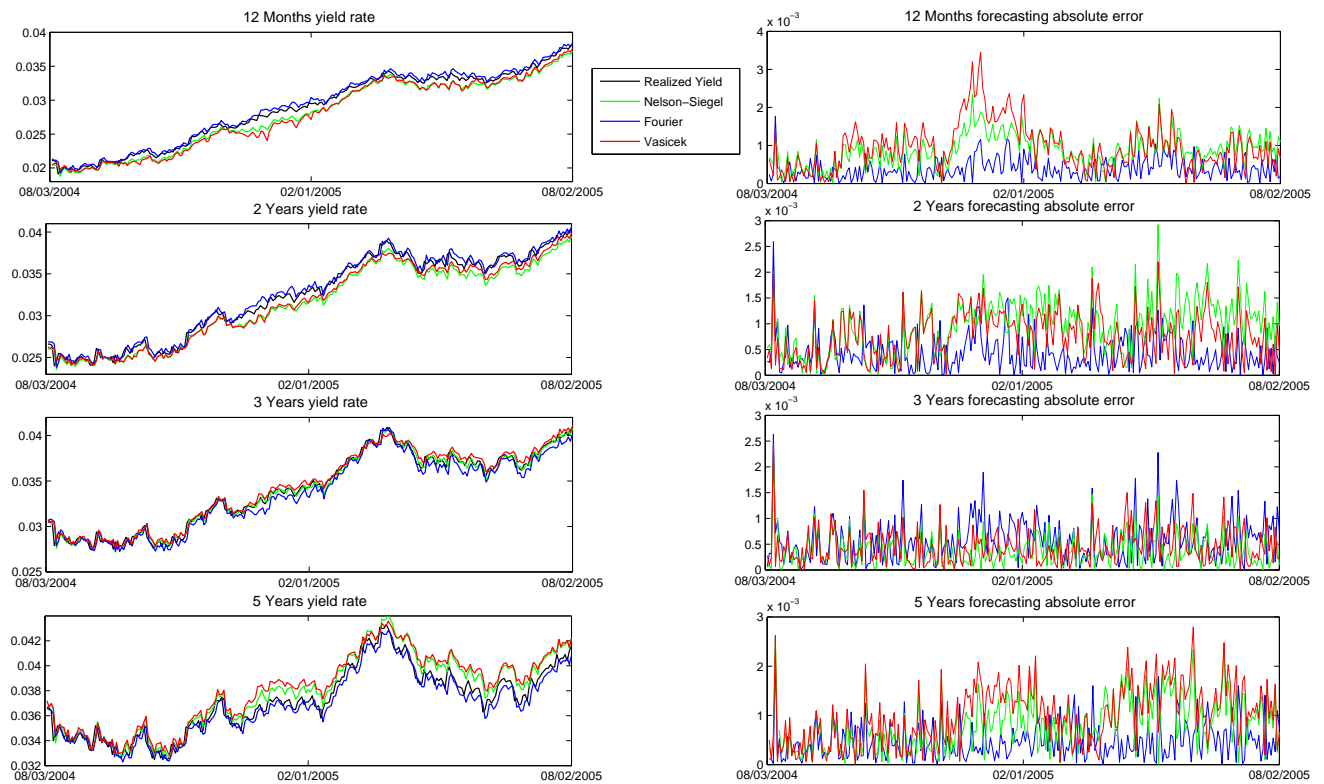 12 Months yield rate
0.04
0.035
0.03
0.025
0.02
08/03/2004 02/01/2005 08/02/2005
2 Years yield rate
0.04
0.035
0.03
0.025
08/03/2004 02/01/2005 08/02/2005
3 Years yield rate
0.04
0.035
0.03
0.025
08/03/2004 02/01/2005 08/02/2005
5 Years yield rate
0.042
0.04
0.038
0.036
0.034
0.032
08/03/2004 02/01/2005 08/02/2005
Realized Yield
Nelson−Siegel
Fourier
Vasicek
12 Months forecasting absolute error
x 10−3
4
3
2
1
0
08/03/2004 02/01/2005 08/02/2005
2 Years forecasting absolute error
x 10−3
3
2.5
2
1.5
1
0.5
0
08/03/2004 02/01/2005 08/02/2005
3 Years forecasting absolute error
x 10−3
3
2.5
2
1.5
1
0.5
0
08/03/2004 02/01/2005 08/02/2005
5 Years forecasting absolute error
x 10−3
3
2
1
0
08/03/2004 02/01/2005 08/02/2005